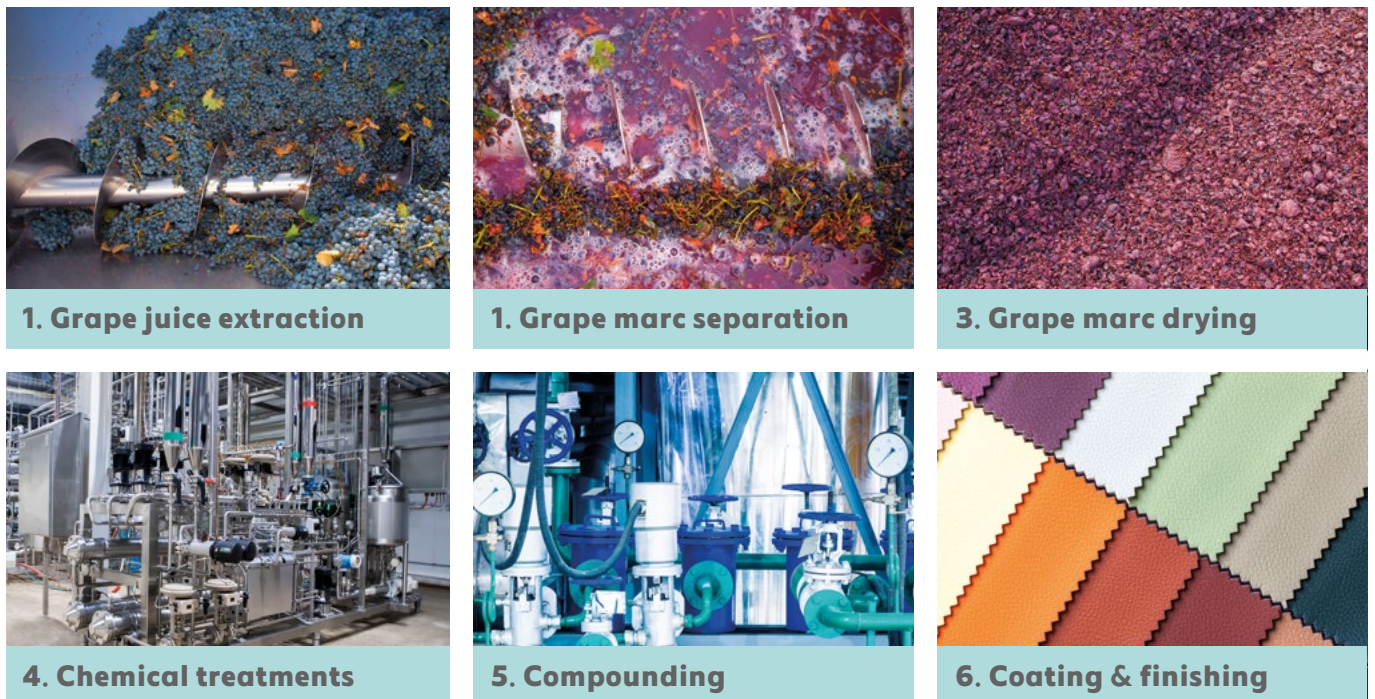 1. Grape juice extraction
1. Grape marc separation
3. Grape marc drying
4. Chemical treatments
5. Compounding
6. Coating & finishing